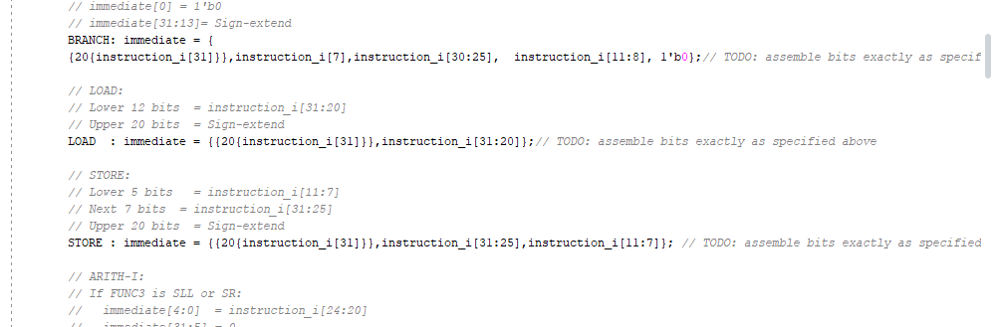 // immediate[0] = 1'b0
// immediate[31:13]= Sign-extend
BRANCH: immediate = {
{20{instruction_i[31]}},instruction_i[7],instruction_i[30:25],  instruction_i[11:8], 1'b0};// TODO: assemble bits exactly as specif
// LOAD:
// Lower 12 bits  = instruction_i[31:20]
// Upper 20 bits  = Sign-extend
LOAD  : immediate = {{20{instruction_i[31]}},instruction_i[31:20]};// TODO: assemble bits exactly as specified above
// STORE:
// Lower 5 bits   = instruction_i[11:7]
// Next 7 bits  = instruction_i[31:25]
// Upper 20 bits  = Sign-extend
STORE : immediate = {{20{instruction_i[31]}},instruction_i[31:25],instruction_i[11:7]}; // TODO: assemble bits exactly as specified
// ARITH-I:
// If FUNC3 is SLL or SR:
//   immediate[4:0]  = instruction_i[24:20]
//   immediate[31:5] = 0